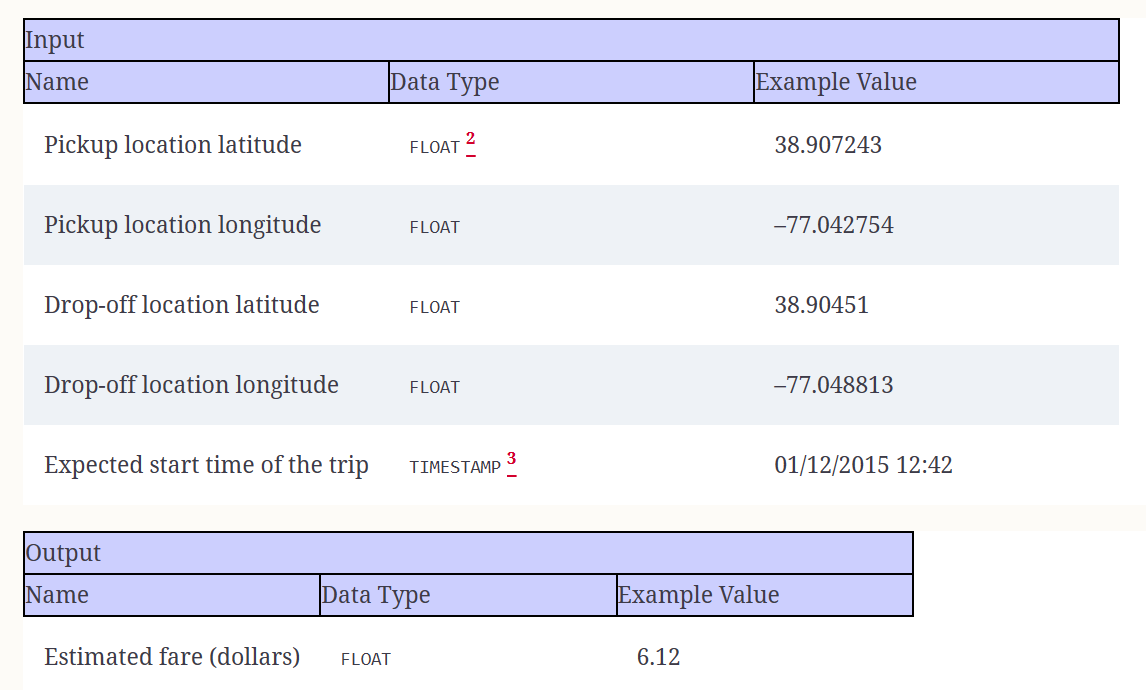 Input
Name Data Type Example Value
Pickup location latitude FLOAT 2 38.907243
Pickup location longitude FLOAT –77.042754
Drop-off location latitude FLOAT 38.90451
Drop-off location longitude FLOAT –77.048813
Expected start time of the trip TIMESTAMP 3 01/12/2015 12:42
Output
Name Data Type Example Value
Estimated fare (dollars) FLOAT 6.12